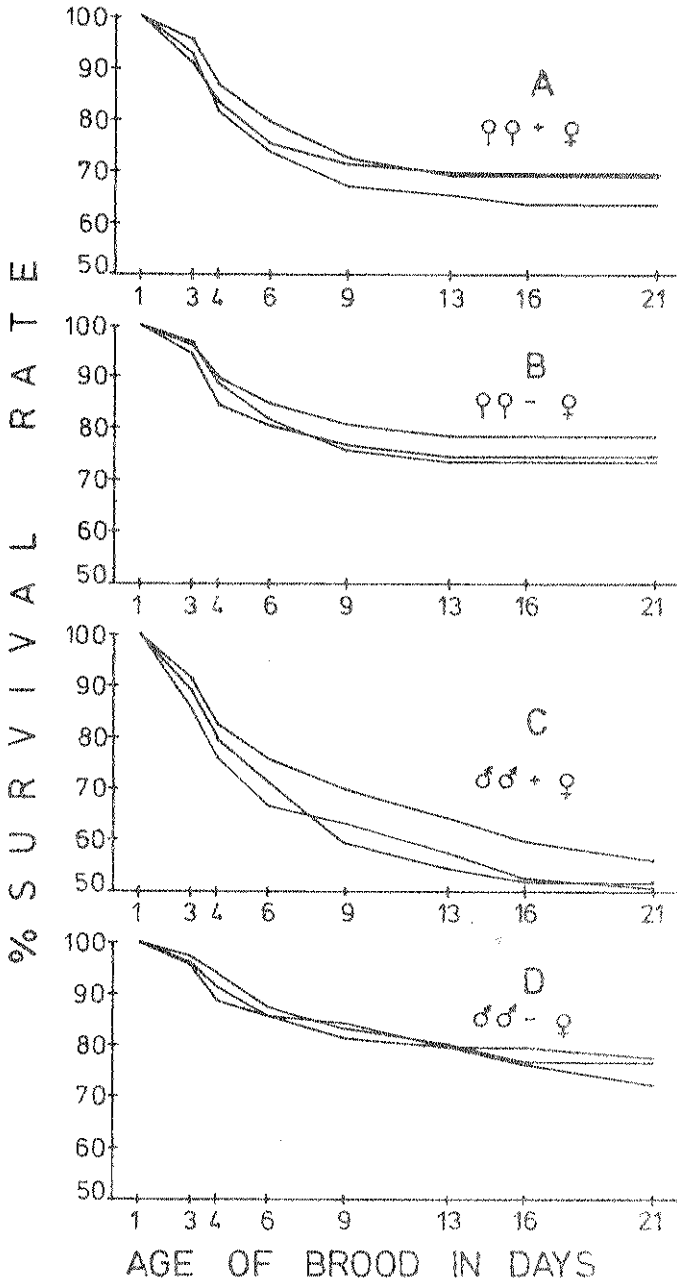 % SURVIVAL RATE
100
90
80
70
60
50
A
⚲⚲ + ♀
1 3 4 6 9 13 16 21
100
90
80
70
60
50
B
⚲⚲ - ♀
1 3 4 6 9 13 16 21
100
90
80
70
60
50
C
♂♂ + ♀
1 3 4 6 9 13 16 21
100
90
80
70
60
50
D
♂♂ - ♀
1 3 4 6 9 13 16 21
AGE OF BROOD IN DAYS